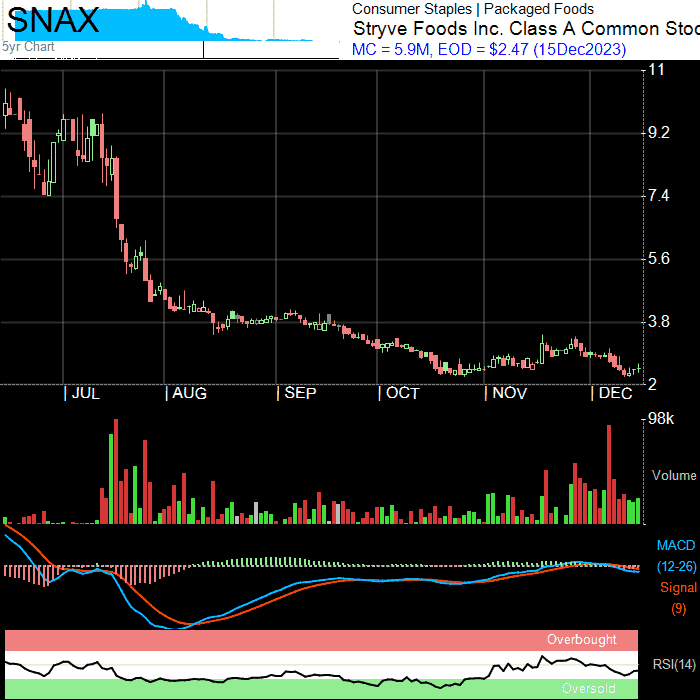 SNAX
Consumer Staples | Packaged Foods
Stryve Foods Inc. Class A Common Stoc
5yr Chart
MC = 5.9M, EOD = $2.47 (15Dec2023)
11
9.2
7.4
5.6
3.8
2
| JUL | AUG | SEP | OCT | NOV | DEC
98k
Volume
MACD
(12-26)
Signal
(9)
Overbought
RSI(14)
Oversold